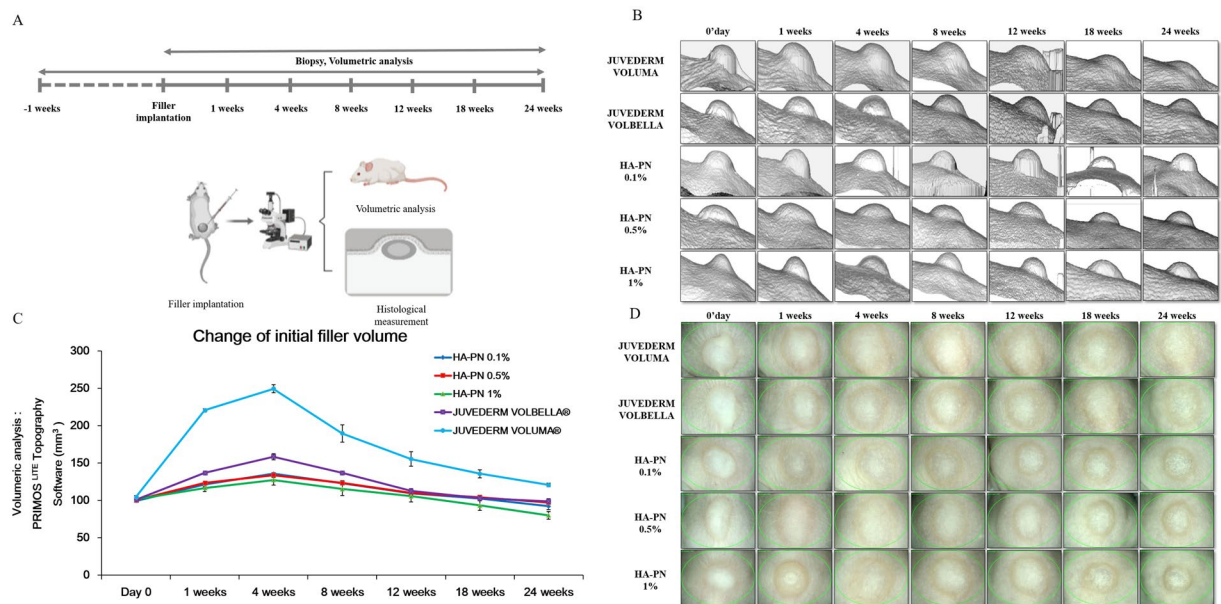 A
Biopsy, Volumetric analysis
-1 weeks
Filler
implantation
1 weeks
4 weeks
8 weeks
12 weeks
18 weeks
24 weeks
Filler implantation
Volumetric analysis
Histological
measurement
B
0'day
1 weeks
4 weeks
8 weeks
12 weeks
18 weeks
24 weeks
JUVEDERM
VOLUMA
JUVEDERM
VOLBELLA
HA-PN
0.1%
HA-PN
0.5%
HA-PN
1%
C
Change of initial filler volume
Volumeric analysis :
PRIMOS LITE Topography
Software (mm³)
300
250
200
150
100
50
0
Day 0
1 weeks
4 weeks
8 weeks
12 weeks
18 weeks
24 weeks
HA-PN 0.1%
HA-PN 0.5%
HA-PN 1%
JUVEDERM VOLBELLA®
JUVEDERM VOLUMA®
D
0'day
1 weeks
4 weeks
8 weeks
12 weeks
18 weeks
24 weeks
JUVEDERM
VOLUMA
JUVEDERM
VOLBELLA
HA-PN
0.1%
HA-PN
0.5%
HA-PN
1%